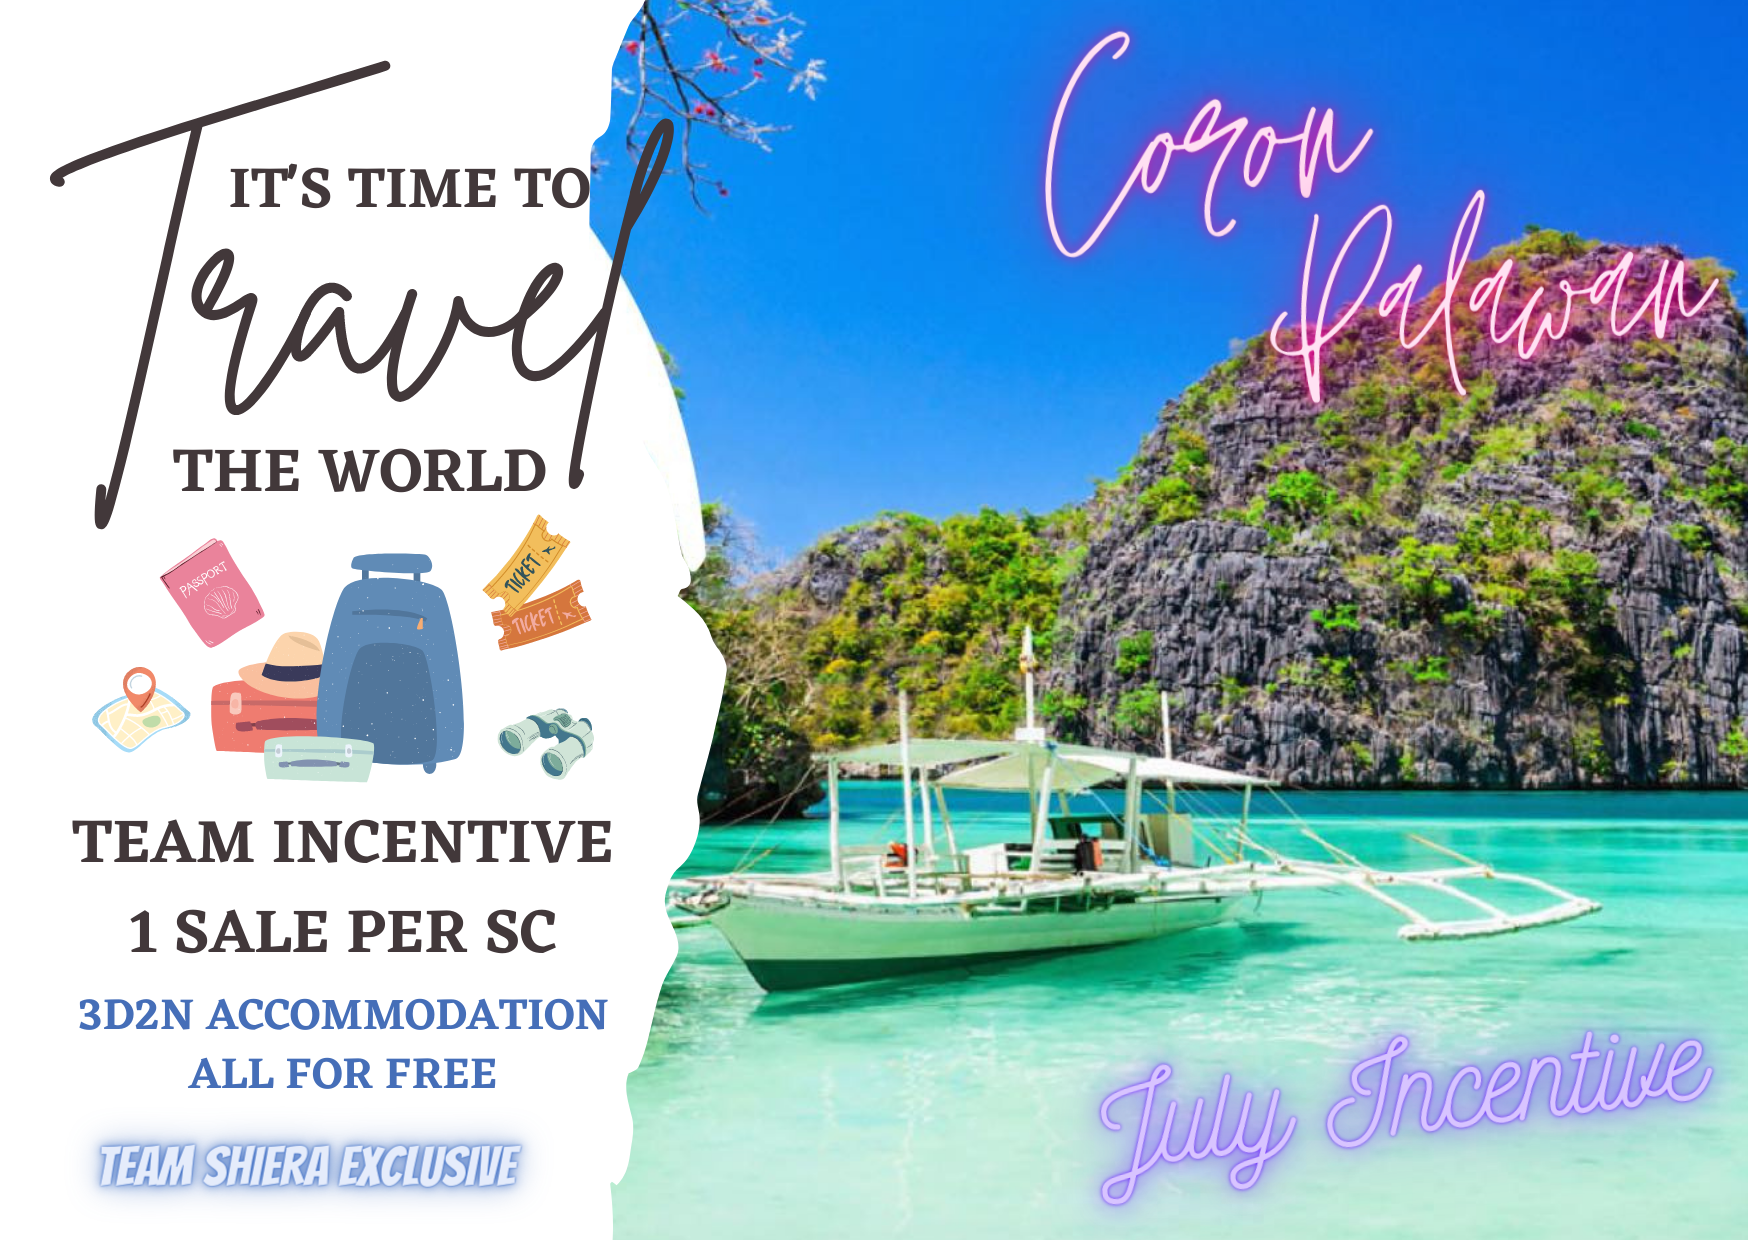 IT'S TIME TO
Travel
THE WORLD
PASSPORT
TICKET
TICKET
TEAM INCENTIVE
1 SALE PER SC
3D2N ACCOMMODATION
ALL FOR FREE
TEAM SHIERA EXCLUSIVE
Coron
Palawan
July Incentive